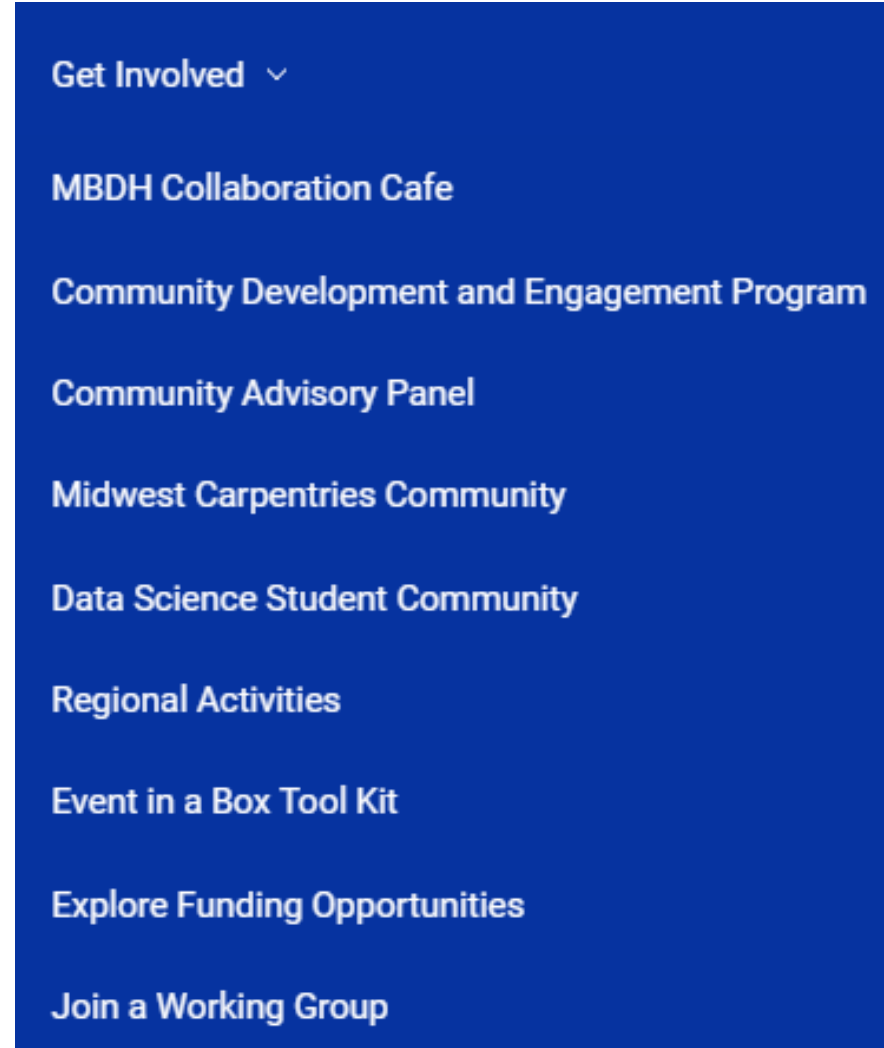 Get Involved
MBDH Collaboration Cafe
Community Development and Engagement Program
Community Advisory Panel
Midwest Carpentries Community
Data Science Student Community
Regional Activities
Event in a Box Tool Kit
Explore Funding Opportunities
Join a Working Group